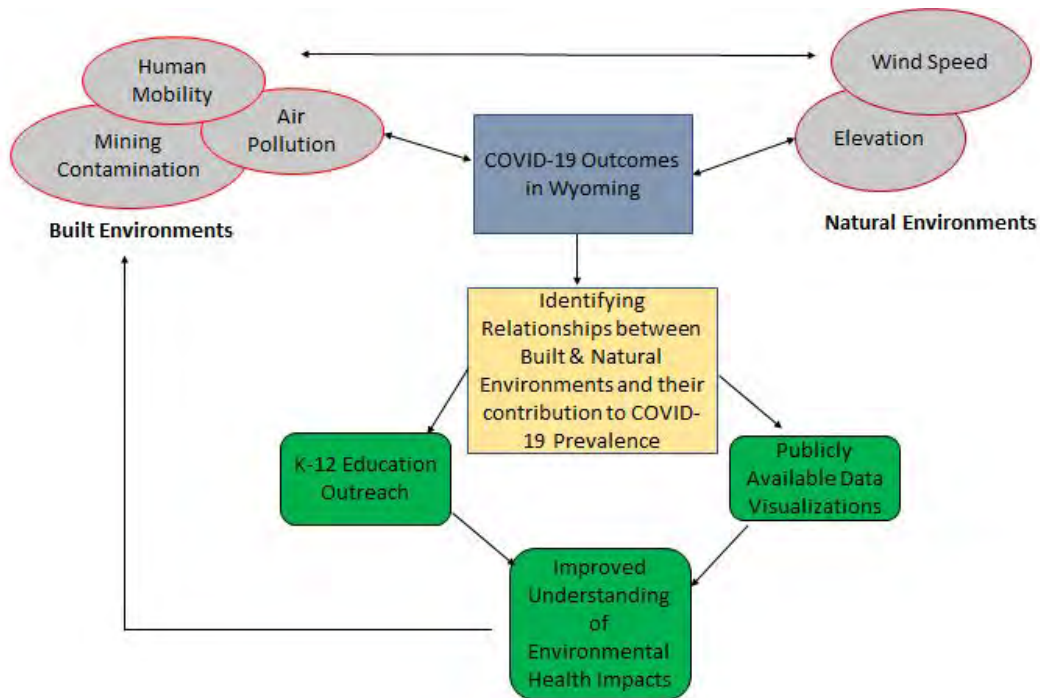 Human
Mobility
Air
Pollution
Mining
Contamination
Built Environments
Wind Speed
Elevation
Natural Environments
COVID-19 Outcomes
in Wyoming
Identifying
Relationships between
Built & Natural
Environments and their
contribution to COVID-
19 Prevalence
K-12 Education
Outreach
Publicly
Available Data
Visualizations
Improved
Understanding
of
Environmental
Health Impacts